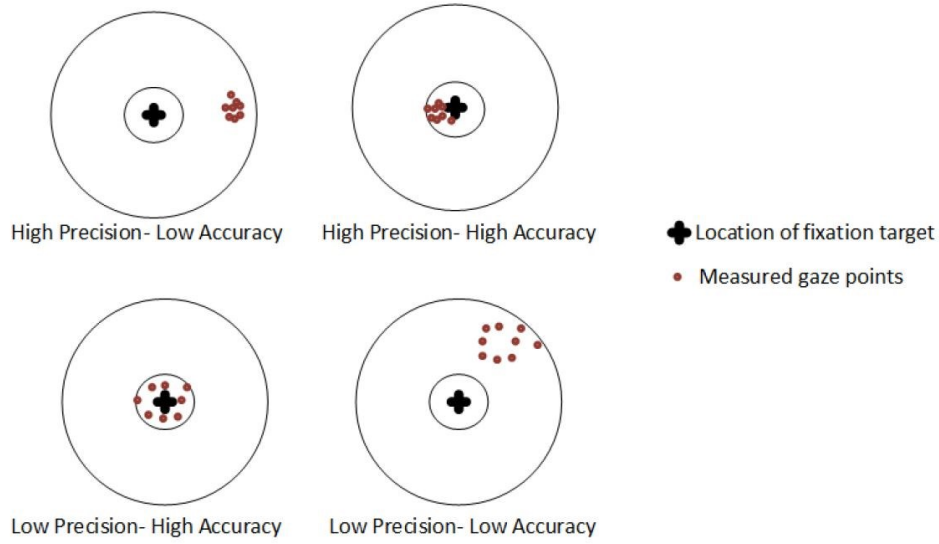 High Precision- Low Accuracy
High Precision- High Accuracy
Location of fixation target
Measured gaze points
Low Precision- High Accuracy
Low Precision- Low Accuracy